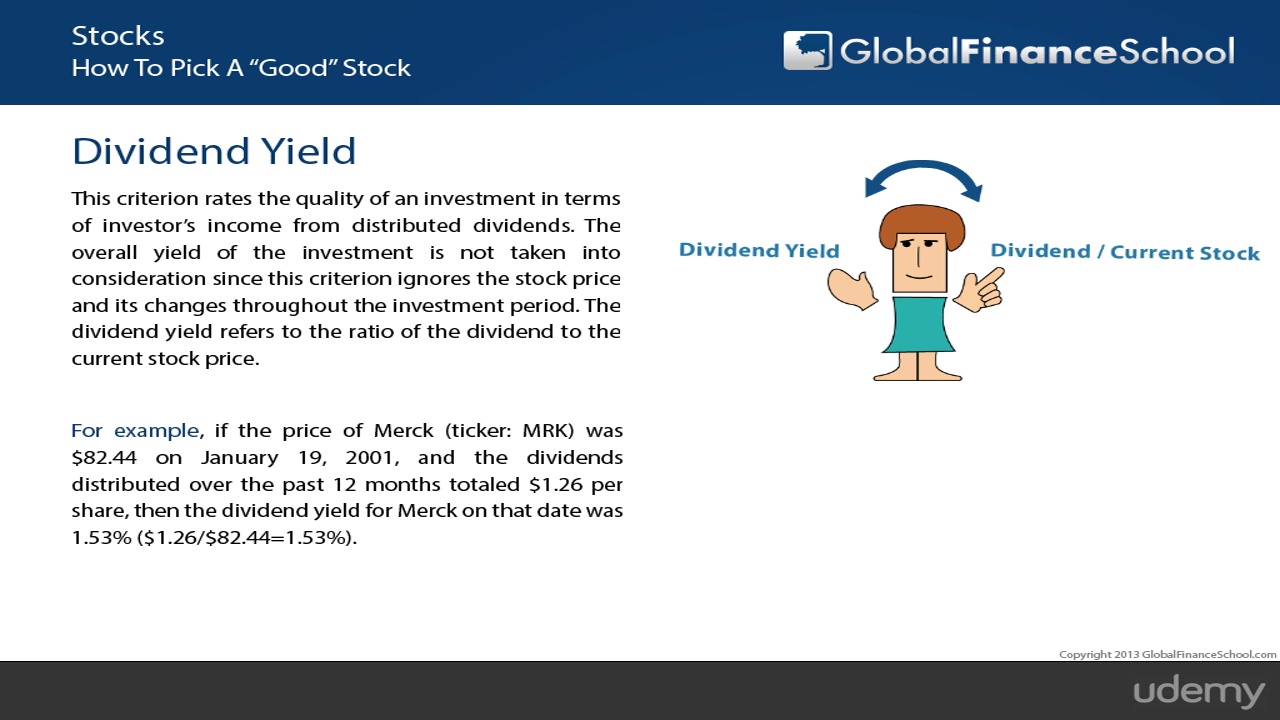 Stocks
How To Pick A “Good” Stock
GlobalFinanceSchool
Dividend Yield
This criterion rates the quality of an investment in terms
of investor’s income from distributed dividends. The
overall yield of the investment is not taken into
consideration since this criterion ignores the stock price
and its changes throughout the investment period. The
dividend yield refers to the ratio of the dividend to the
current stock price.
For example, if the price of Merck (ticker: MRK) was
$82.44 on January 19, 2001, and the dividends
distributed over the past 12 months totaled $1.26 per
share, then the dividend yield for Merck on that date was
1.53% ($1.26/$82.44=1.53%).
Dividend Yield
Dividend / Current Stock
Copyright 2013 GlobalFinanceSchool.com
udemy